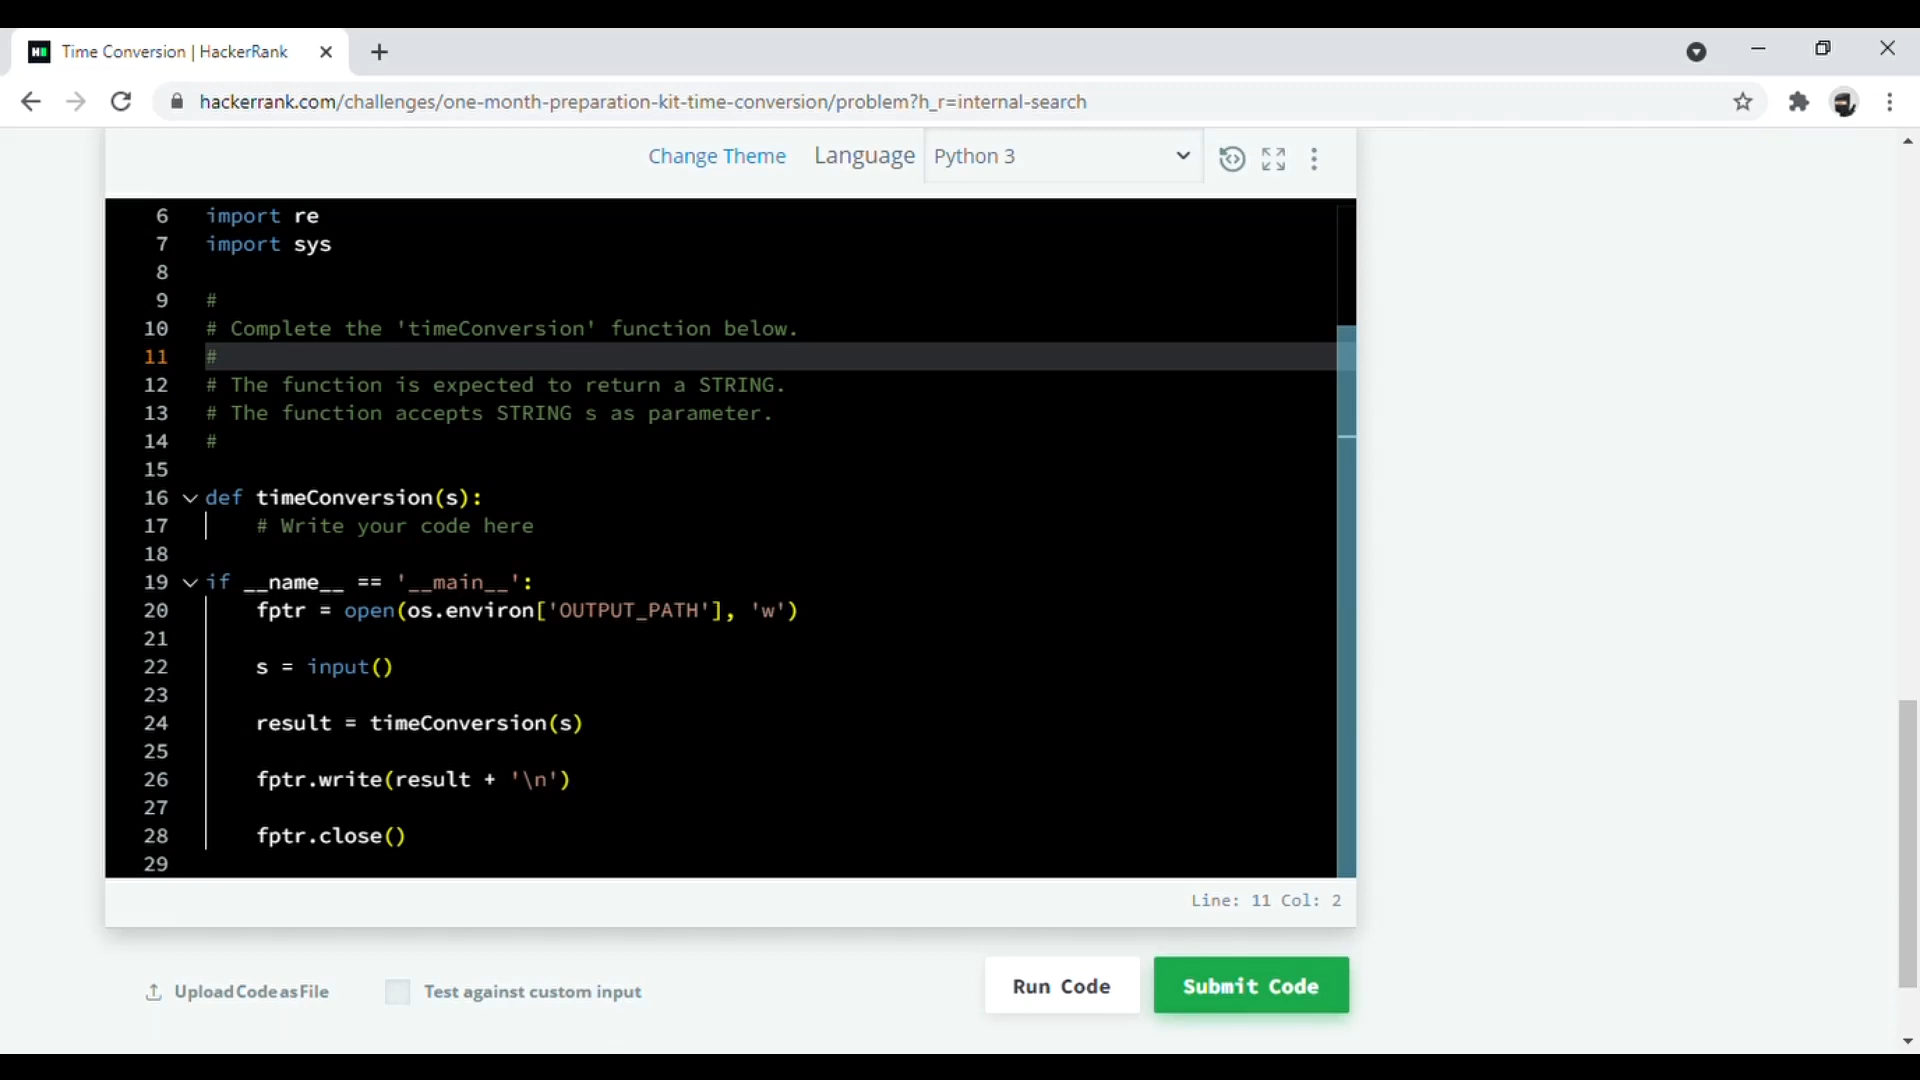 Time Conversion | HackerRank
hackerrank.com/challenges/one-month-preparation-kit-time-conversion/problem?h_r=internal-search
Change Theme Language Python 3
6 import re
7 import sys
8
9 #
10 # Complete the 'timeConversion' function below.
11 #
12 # The function is expected to return a STRING.
13 # The function accepts STRING s as parameter.
14 #
15
16 def timeConversion(s):
17     # Write your code here
18
19 if __name__ == '__main__':
20     fptr = open(os.environ['OUTPUT_PATH'], 'w')
21
22     s = input()
23
24     result = timeConversion(s)
25
26     fptr.write(result + '\n')
27
28     fptr.close()
29
Line: 11 Col: 2
Upload Code as File Test against custom input Run Code Submit Code